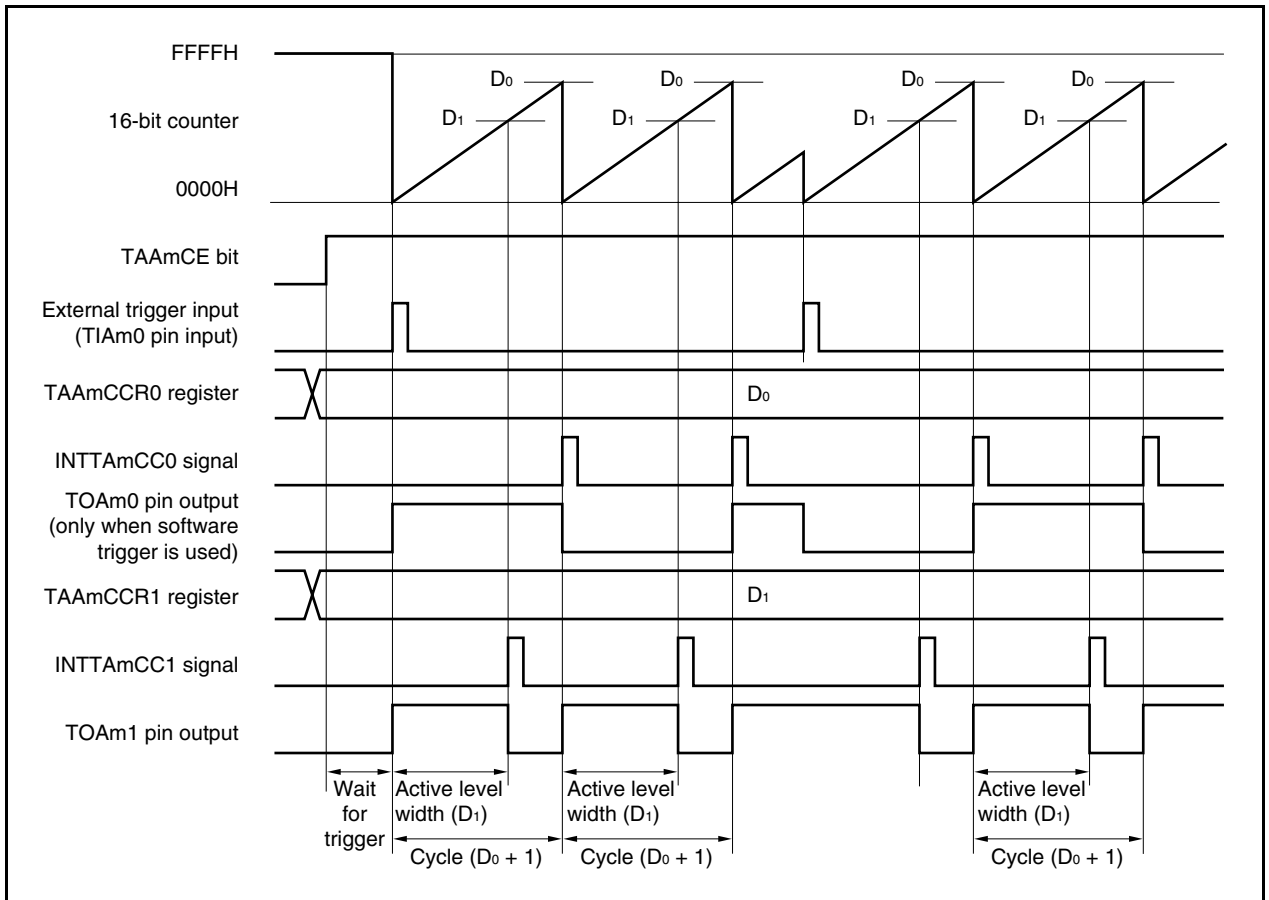 FFFFH
D0
D0
D0
D0
16-bit counter
D1
D1
D1
D1
0000H
TAAmCE bit
External trigger input
(TIAm0 pin input)
TAAmCCR0 register
D0
INTTAmCC0 signal
TOAm0 pin output
(only when software
trigger is used)
TAAmCCR1 register
D1
INTTAmCC1 signal
TOAm1 pin output
Wait
for
trigger
Active level
width (D1)
Active level
width (D1)
Active level
width (D1)
Cycle (D0 + 1)
Cycle (D0 + 1)
Cycle (D0 + 1)